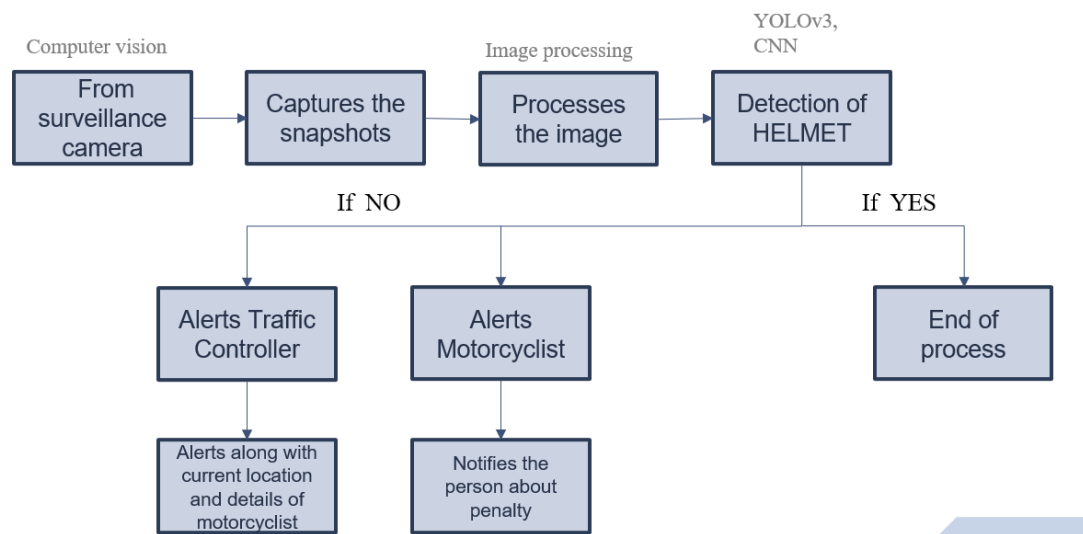 Computer vision
From
surveillance
camera
Captures the
snapshots
Image processing
Processes
the image
YOLOv3,
CNN
Detection of
HELMET
If NO
If YES
Alerts Traffic
Controller
Alerts
Motorcyclist
End of
process
Alerts along with
current location
and details of
motorcyclist
Notifies the
person about
penalty